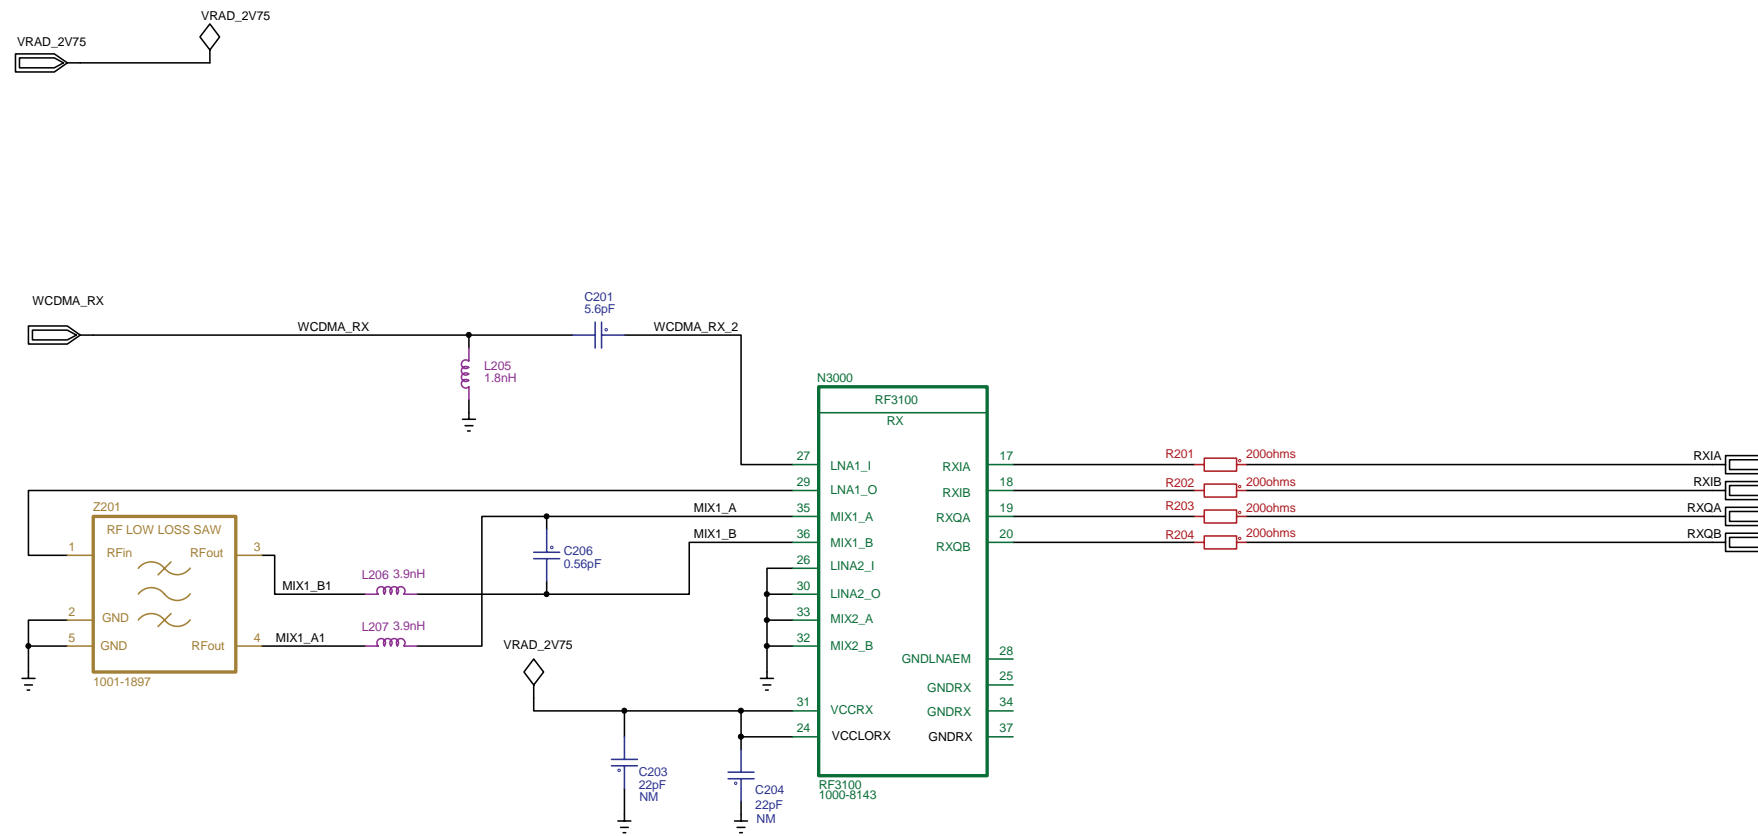 VRAD_2V75
VRAD_2V75
WCDMA_RX
WCDMA_RX
C201
5.6pF
WCDMA_RX_2
L205
1.8nH
N3000
RF3100
RX
27 LNA1_I RXIA 17 R201 200ohms RXIA
29 LNA1_O RXIB 18 R202 200ohms RXIB
MIX1_A 35 MIX1_A RXQA 19 R203 200ohms RXQA
MIX1_B 36 MIX1_B RXQB 20 R204 200ohms RXQB
26 LINA2_I
30 LINA2_O
33 MIX2_A
32 MIX2_B
GNDLNAEM 28
GNDRX 25
31 VCCRX GNDRX 34
24 VCCLORX GNDRX 37
RF3100
1000-8143
Z201
RF LOW LOSS SAW
1 RFin RFout 3
2 GND
5 GND RFout 4
1001-1897
MIX1_B1
L206 3.9nH
MIX1_A1
L207 3.9nH
C206
0.56pF
VRAD_2V75
C203
22pF
NM
C204
22pF
NM